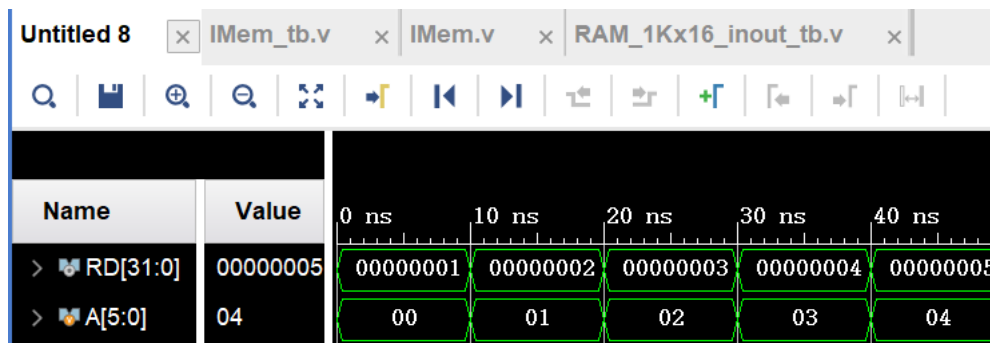 Untitled 8 × IMem_tb.v × IMem.v × RAM_1Kx16_inout_tb.v ×
Name Value 0 ns 10 ns 20 ns 30 ns 40 ns
> RD[31:0] 00000005 00000001 00000002 00000003 00000004 00000005
> A[5:0] 04 00 01 02 03 04